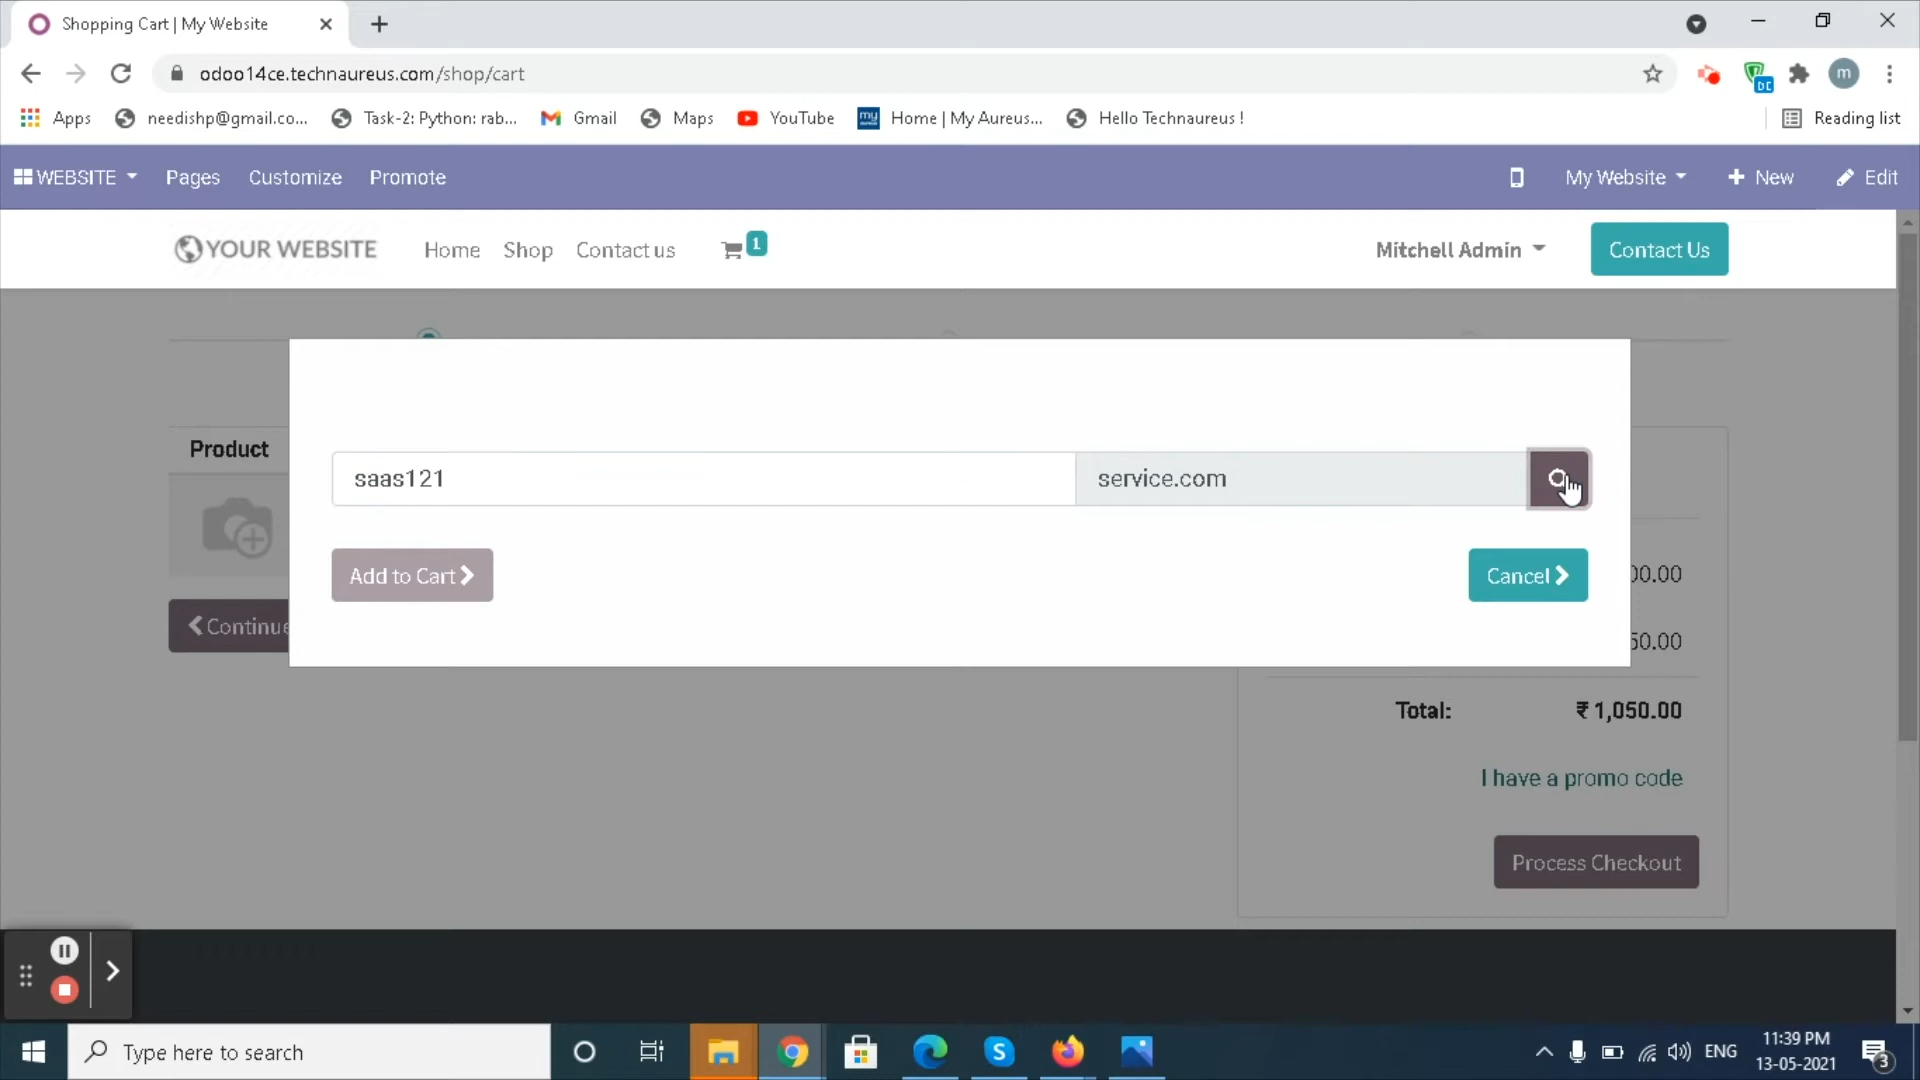 Shopping Cart | My Website
odoo14ce.technaureus.com/shop/cart
m
DE
Apps needishp@gmail.co... Task-2: Python: rab... Gmail Maps YouTube my Home | My Aureus... Hello Technaureus ! Reading list
WEBSITE Pages Customize Promote My Website New Edit
YOUR WEBSITE Home Shop Contact us 1 Mitchell Admin Contact Us
Product
saas121 service.com
Add to Cart Cancel
00.00
Continue
50.00
Total: ₹ 1,050.00
I have a promo code
Process Checkout
Type here to search
ENG
11:39 PM
13-05-2021
3